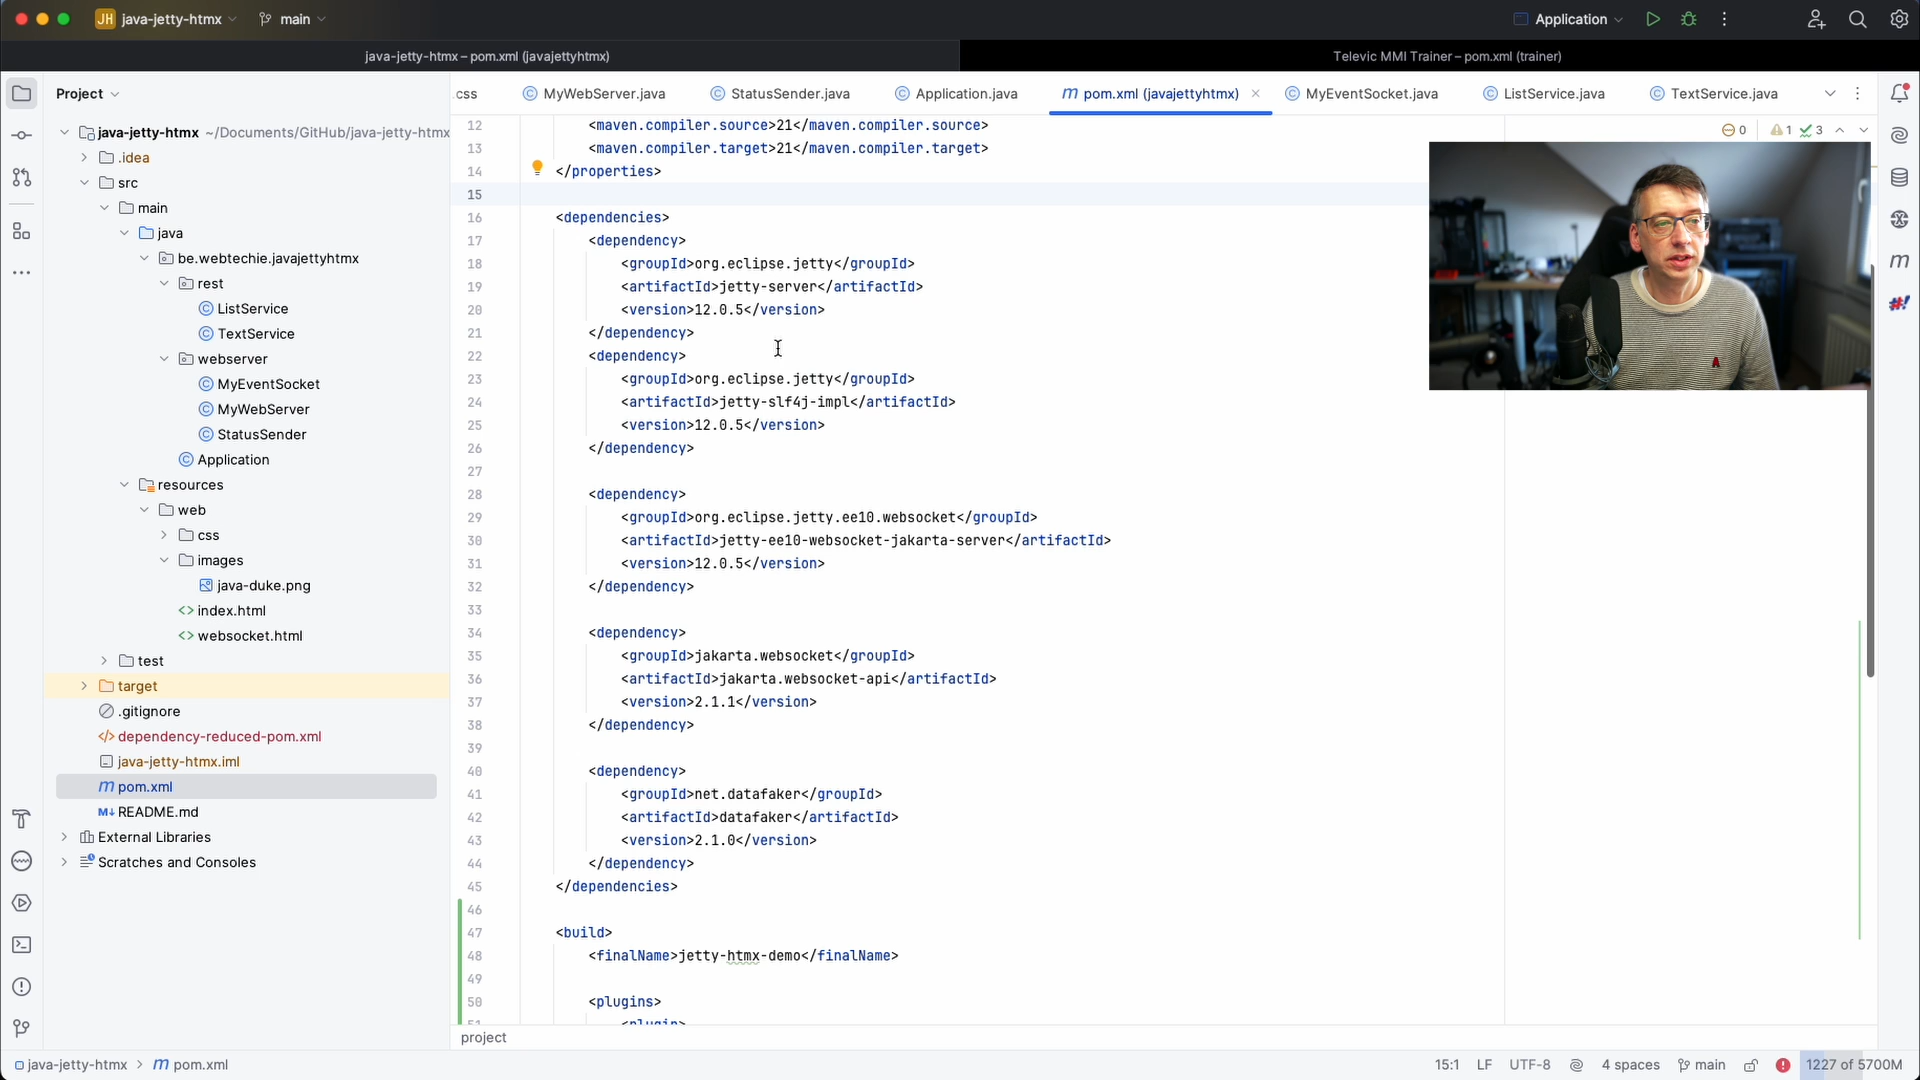 JH java-jetty-htmx main Application
java-jetty-htmx – pom.xml (javajettyhtmx) Televic MMI Trainer – pom.xml (trainer)
Project
.css MyWebServer.java StatusSender.java Application.java pom.xml (javajettyhtmx) MyEventSocket.java ListService.java TextService.java
java-jetty-htmx ~/Documents/GitHub/java-jetty-htmx
.idea
src
main
java
be.webtechie.javajettyhtmx
rest
ListService
TextService
webserver
MyEventSocket
MyWebServer
StatusSender
Application
resources
web
css
images
java-duke.png
index.html
websocket.html
test
target
.gitignore
dependency-reduced-pom.xml
java-jetty-htmx.iml
pom.xml
README.md
External Libraries
Scratches and Consoles
0 1 3
12 <maven.compiler.source>21</maven.compiler.source>
13 <maven.compiler.target>21</maven.compiler.target>
14 </properties>
15
16 <dependencies>
17 <dependency>
18 <groupId>org.eclipse.jetty</groupId>
19 <artifactId>jetty-server</artifactId>
20 <version>12.0.5</version>
21 </dependency>
22 <dependency>
23 <groupId>org.eclipse.jetty</groupId>
24 <artifactId>jetty-slf4j-impl</artifactId>
25 <version>12.0.5</version>
26 </dependency>
27
28 <dependency>
29 <groupId>org.eclipse.jetty.ee10.websocket</groupId>
30 <artifactId>jetty-ee10-websocket-jakarta-server</artifactId>
31 <version>12.0.5</version>
32 </dependency>
33
34 <dependency>
35 <groupId>jakarta.websocket</groupId>
36 <artifactId>jakarta.websocket-api</artifactId>
37 <version>2.1.1</version>
38 </dependency>
39
40 <dependency>
41 <groupId>net.datafaker</groupId>
42 <artifactId>datafaker</artifactId>
43 <version>2.1.0</version>
44 </dependency>
45 </dependencies>
46
47 <build>
48 <finalName>jetty-htmx-demo</finalName>
49
50 <plugins>
51 <plugin>
project
java-jetty-htmx pom.xml 15:1 LF UTF-8 4 spaces main 1227 of 5700M